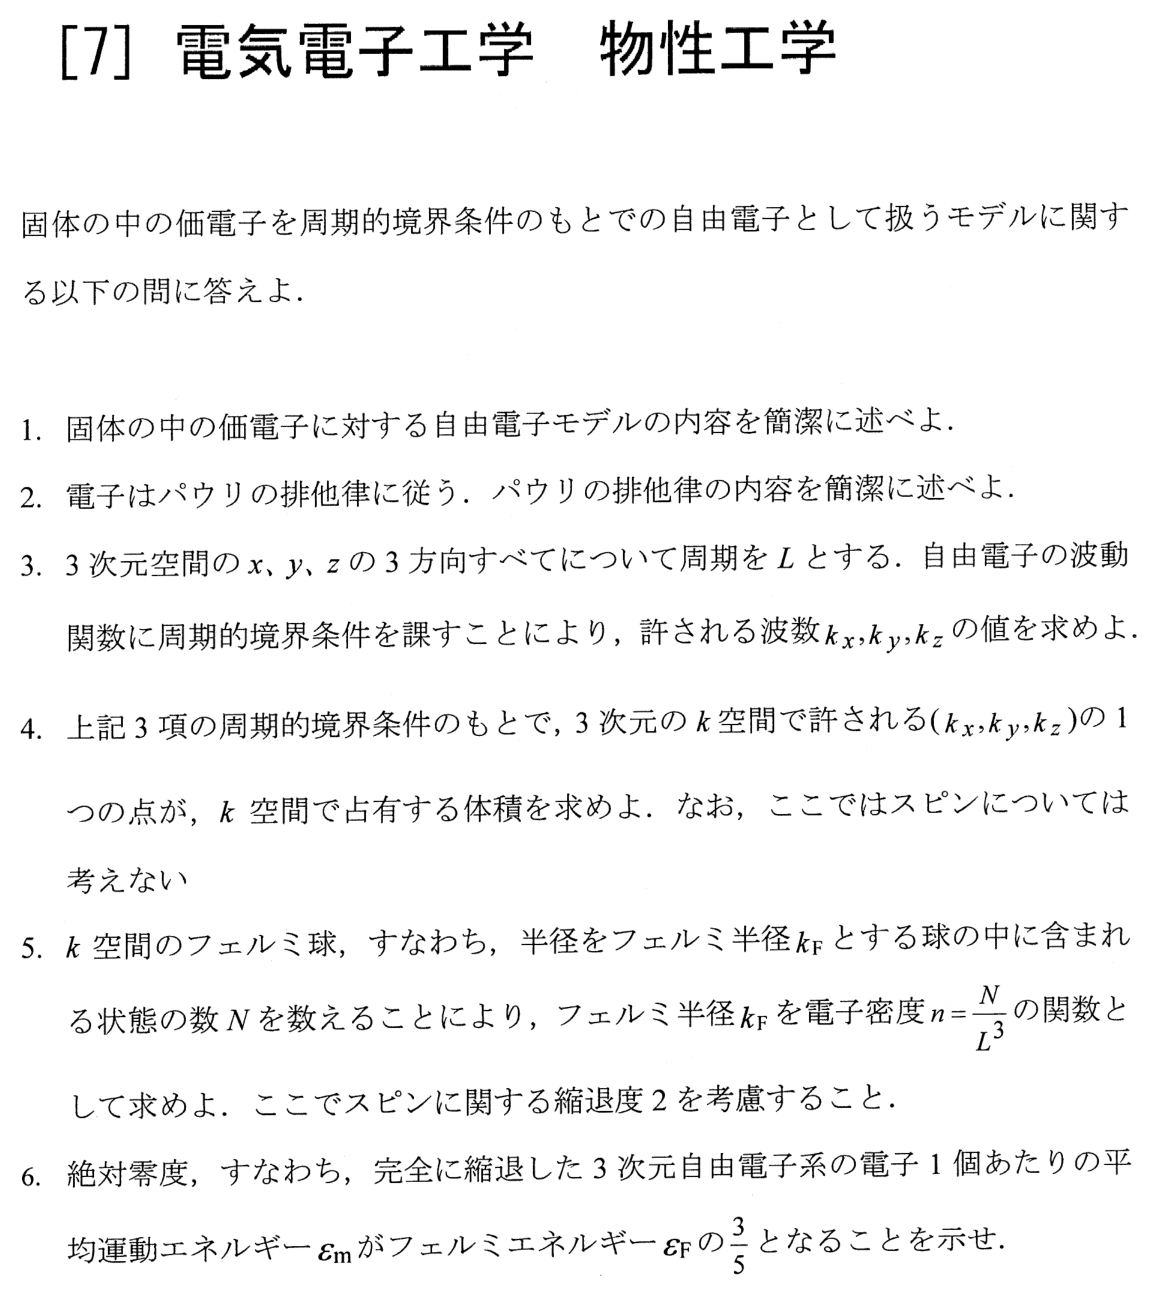 [7] 電気電子工学　物性工学
固体の中の価電子を周期的境界条件のもとでの自由電子として扱うモデルに関す
る以下の問に答えよ．
1. 固体の中の価電子に対する自由電子モデルの内容を簡潔に述べよ．
2. 電子はパウリの排他律に従う．パウリの排他律の内容を簡潔に述べよ．
3. 3 次元空間の x、y、z の 3 方向すべてについて周期を L とする．自由電子の波動
関数に周期的境界条件を課すことにより，許される波数 k_x,k_y,k_z の値を求めよ．
4. 上記 3 項の周期的境界条件のもとで, 3 次元の k 空間で許される(k_x,k_y,k_z)の 1
つの点が，k 空間で占有する体積を求めよ．なお，ここではスピンについては
考えない
5. k 空間のフェルミ球，すなわち，半径をフェルミ半径 k_F とする球の中に含まれ
る状態の数 N を数えることにより，フェルミ半径 k_F を電子密度 n=N/L^3 の関数と
して求めよ．ここでスピンに関する縮退度 2 を考慮すること．
6. 絶対零度，すなわち，完全に縮退した 3 次元自由電子系の電子 1 個あたりの平
均運動エネルギー ε_m がフェルミエネルギー ε_F の 3/5 となることを示せ．